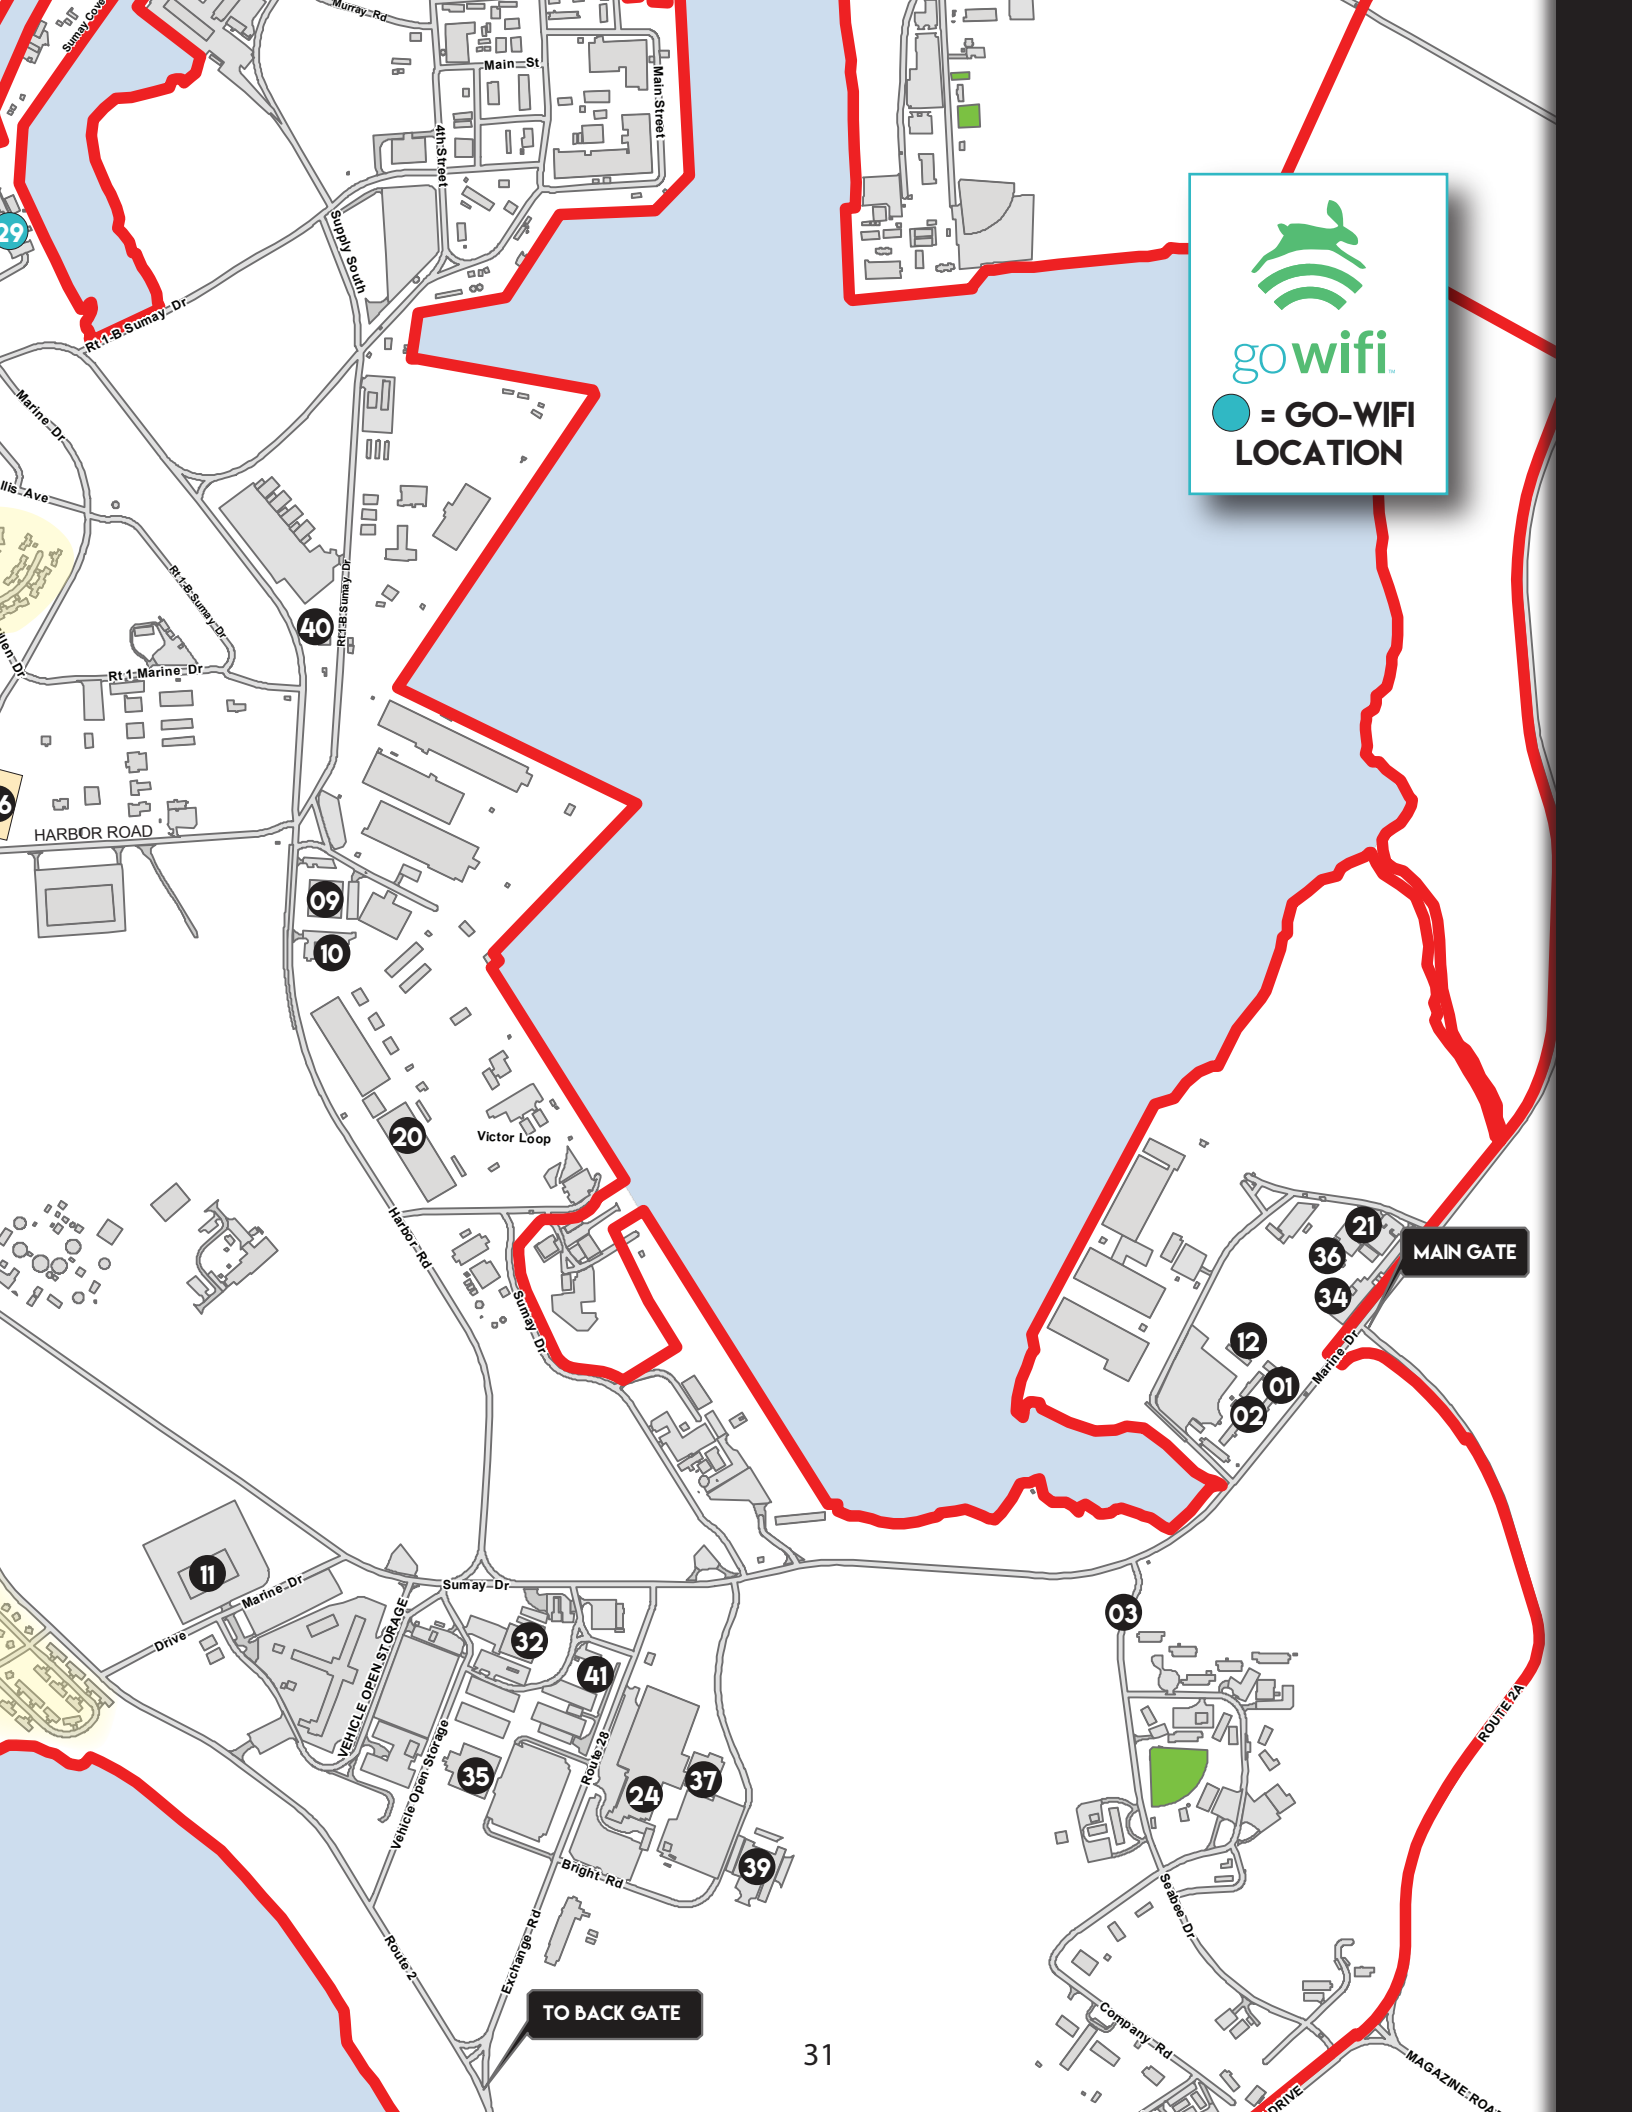 Sumay Cove
Murray Rd
Main St
Main Street
4th Street
29
Supply South
Rt 1-B Sumay Dr
go wifi
= GO-WIFI
LOCATION
Marine Dr
llis Ave
Rt 1-B Sumay Dr
Rt 1-B Sumay Dr
40
llen Dr
Rt 1 Marine Dr
6
HARBOR ROAD
09
10
20
Victor Loop
Harbor Rd
Sumay Dr
21
36
MAIN GATE
34
12
Marine Dr
01
02
11
Marine Dr
Sumay Dr
Drive
VEHICLE OPEN STORAGE
03
32
41
ROUTE 2A
Vehicle Open Storage
Route 28
35
37
24
39
Bright Rd
Seabee Dr
Route 2
Exchange Rd
TO BACK GATE
Company Rd
31
MAGAZINE ROA
DRIVE